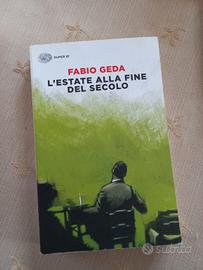 SUPER ET
FABIO GEDA
L'ESTATE ALLA FINE
DEL SECOLO
subito